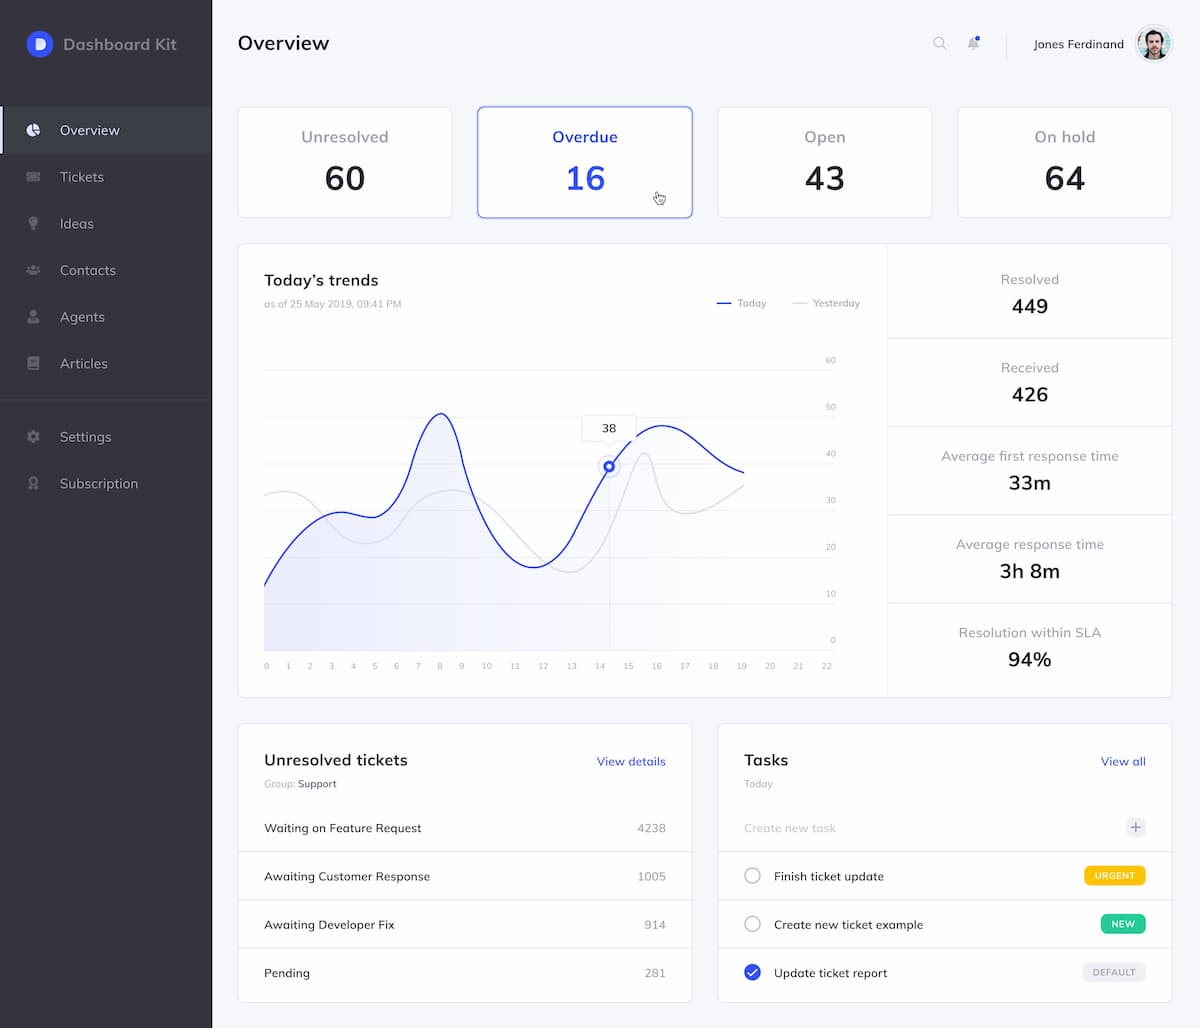 Dashboard Kit
Overview
Tickets
Ideas
Contacts
Agents
Articles
Settings
Subscription
Overview
Jones Ferdinand
Unresolved
60
Overdue
16
Open
43
On hold
64
Today’s trends
as of 25 May 2019, 09:41 PM
Today Yesterday
60
50
40
30
20
10
0
38
0 1 2 3 4 5 6 7 8 9 10 11 12 13 14 15 16 17 18 19 20 21 22
Resolved
449
Received
426
Average first response time
33m
Average response time
3h 8m
Resolution within SLA
94%
Unresolved tickets View details
Group: Support
Waiting on Feature Request 4238
Awaiting Customer Response 1005
Awaiting Developer Fix 914
Pending 281
Tasks View all
Today
Create new task +
Finish ticket update URGENT
Create new ticket example NEW
Update ticket report DEFAULT